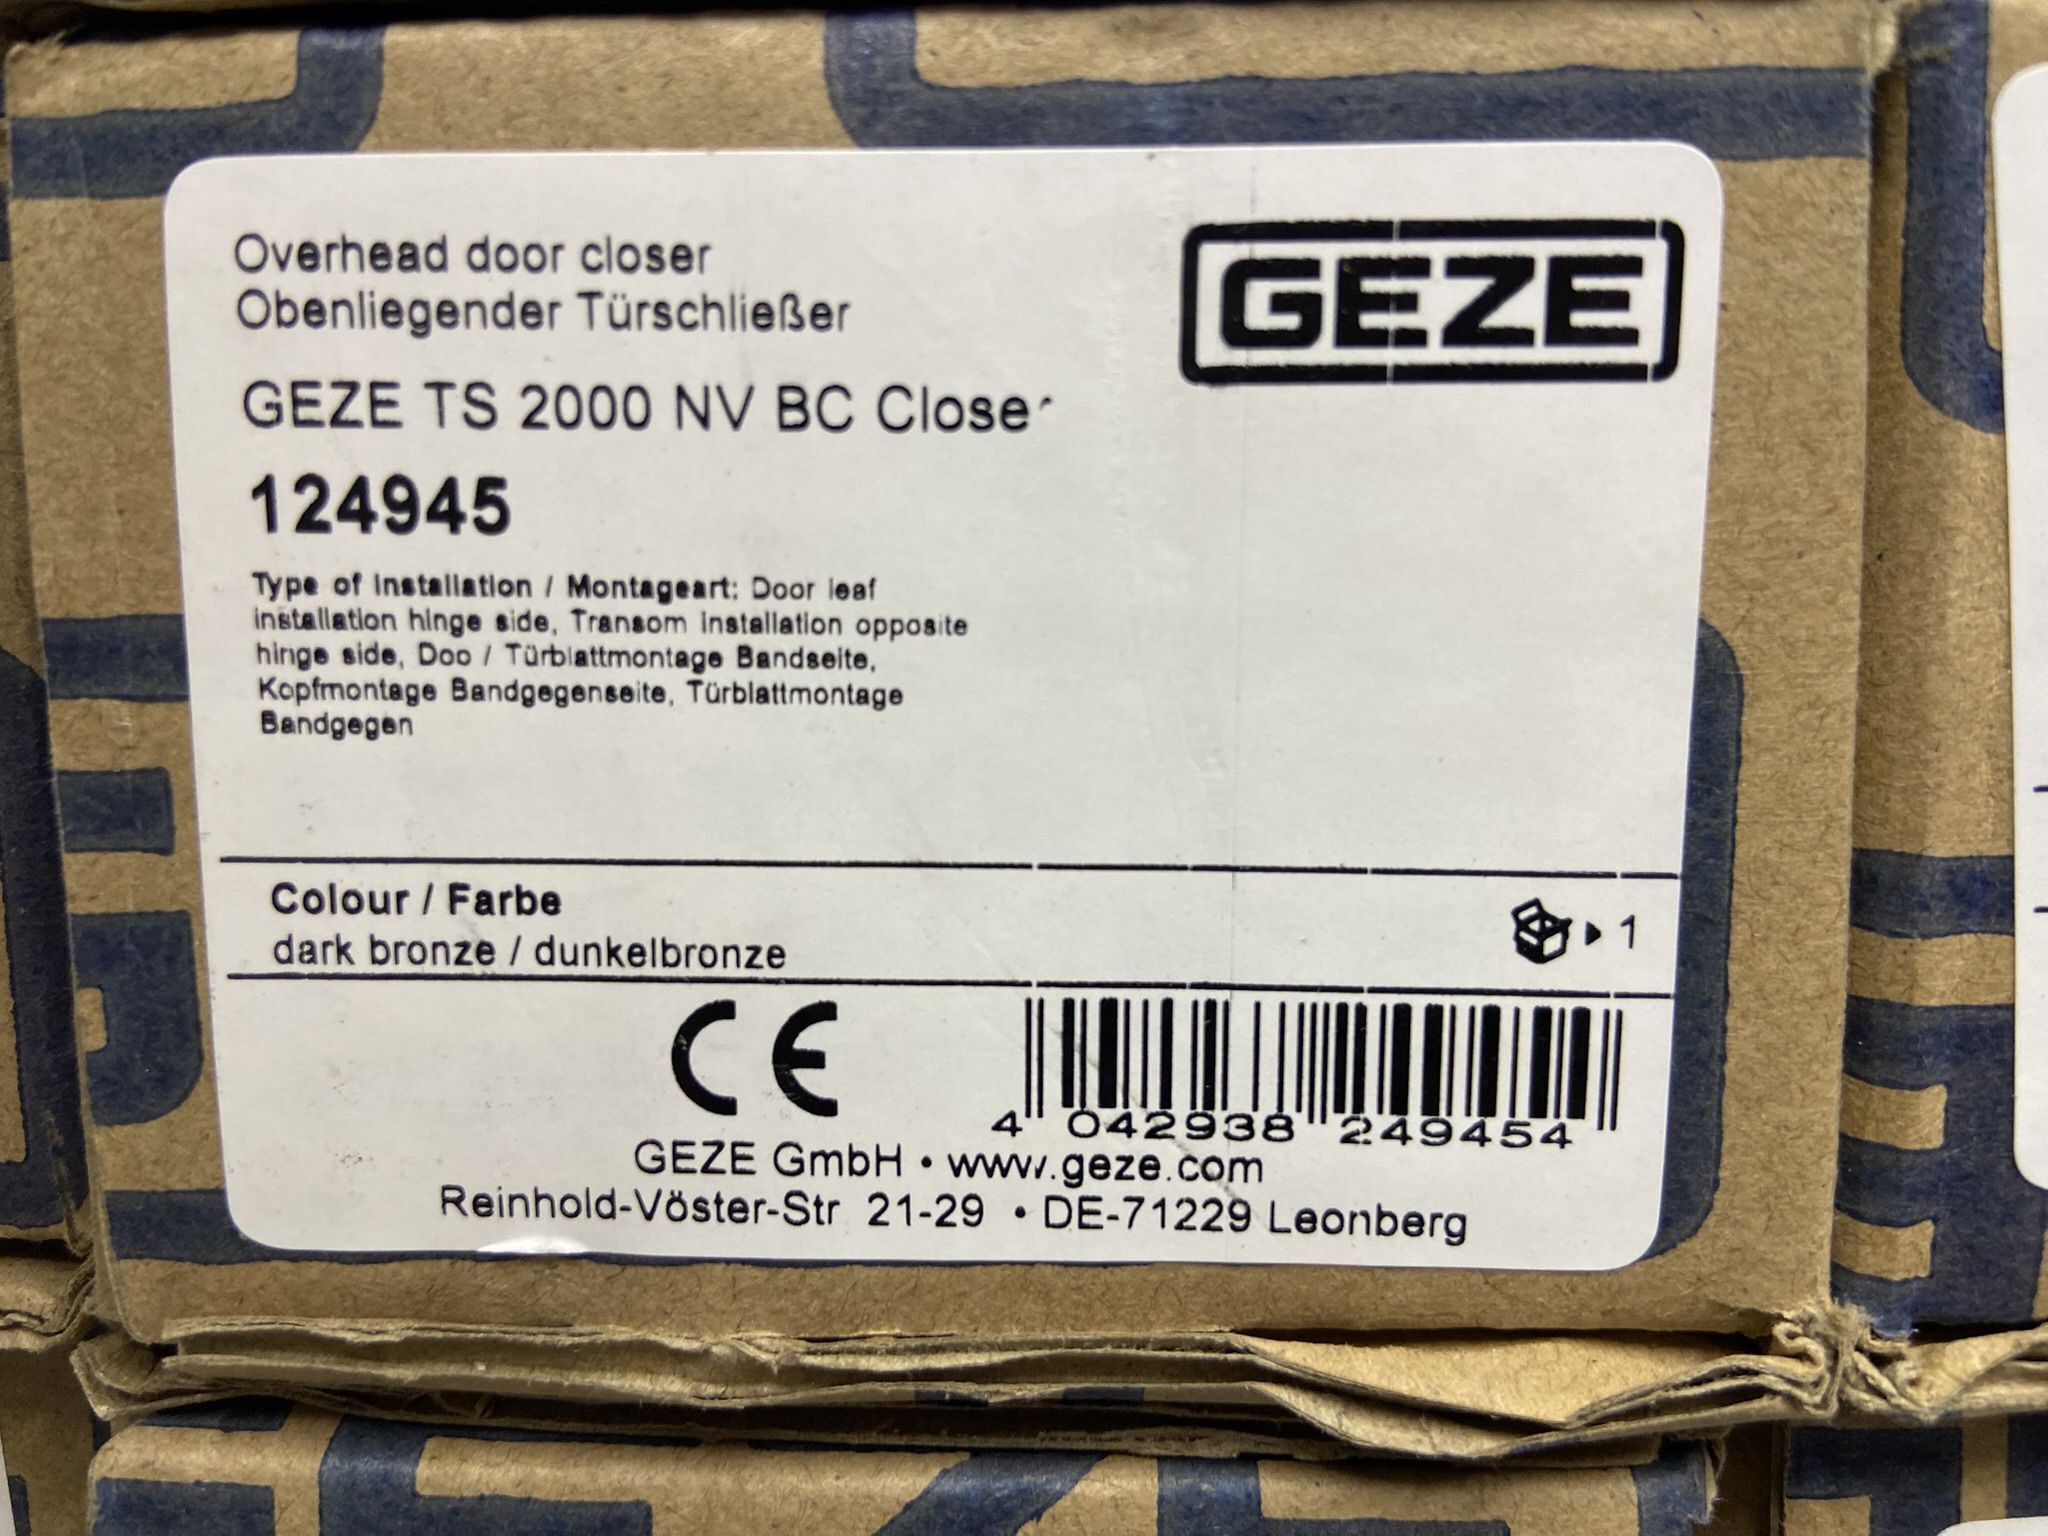 Overhead door closer
Obenliegender Türschließer
GEZE
GEZE TS 2000 NV BC Closer
124945
Type of Installation / Montageart: Door leaf
installation hinge side, Transom installation opposite
hinge side, Doo / Türblattmontage Bandseite,
Kopfmontage Bandgegenseite, Türblattmontage
Bandgegen
Colour / Farbe
dark bronze / dunkelbronze
1
CE
4 042938 249454
GEZE GmbH • www.geze.com
Reinhold-Vöster-Str 21-29 • DE-71229 Leonberg